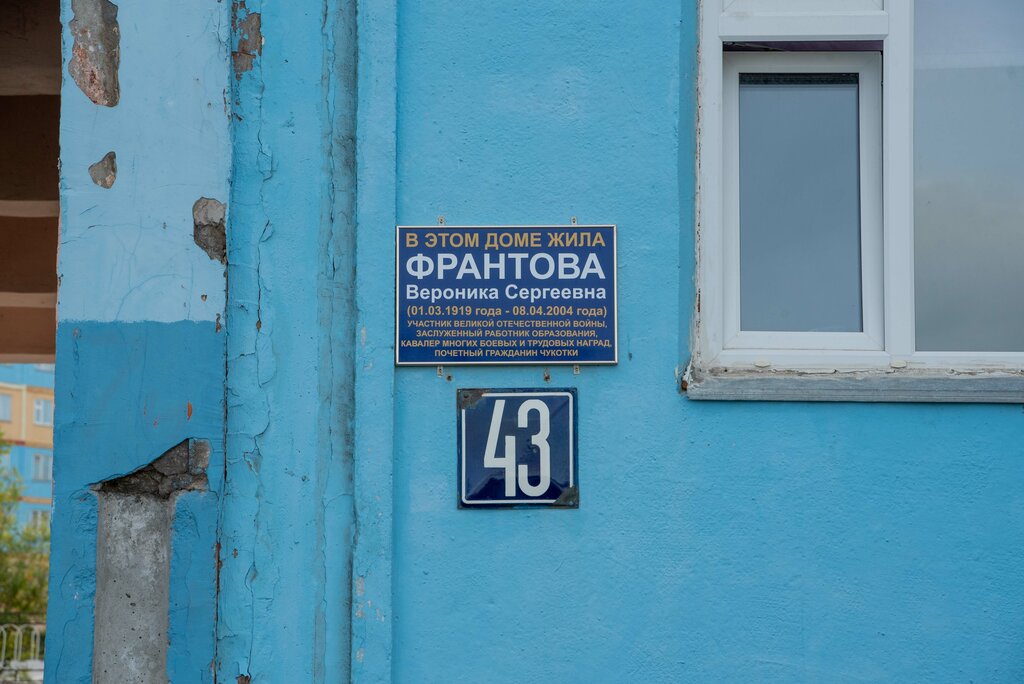 В ЭТОМ ДОМЕ ЖИЛА
ФРАНТОВА
Вероника Сергеевна
(01.03.1919 года - 08.04.2004 года)
УЧАСТНИК ВЕЛИКОЙ ОТЕЧЕСТВЕННОЙ ВОЙНЫ,
ЗАСЛУЖЕННЫЙ РАБОТНИК ОБРАЗОВАНИЯ,
КАВАЛЕР МНОГИХ БОЕВЫХ И ТРУДОВЫХ НАГРАД,
ПОЧЕТНЫЙ ГРАЖДАНИН ЧУКОТКИ
43